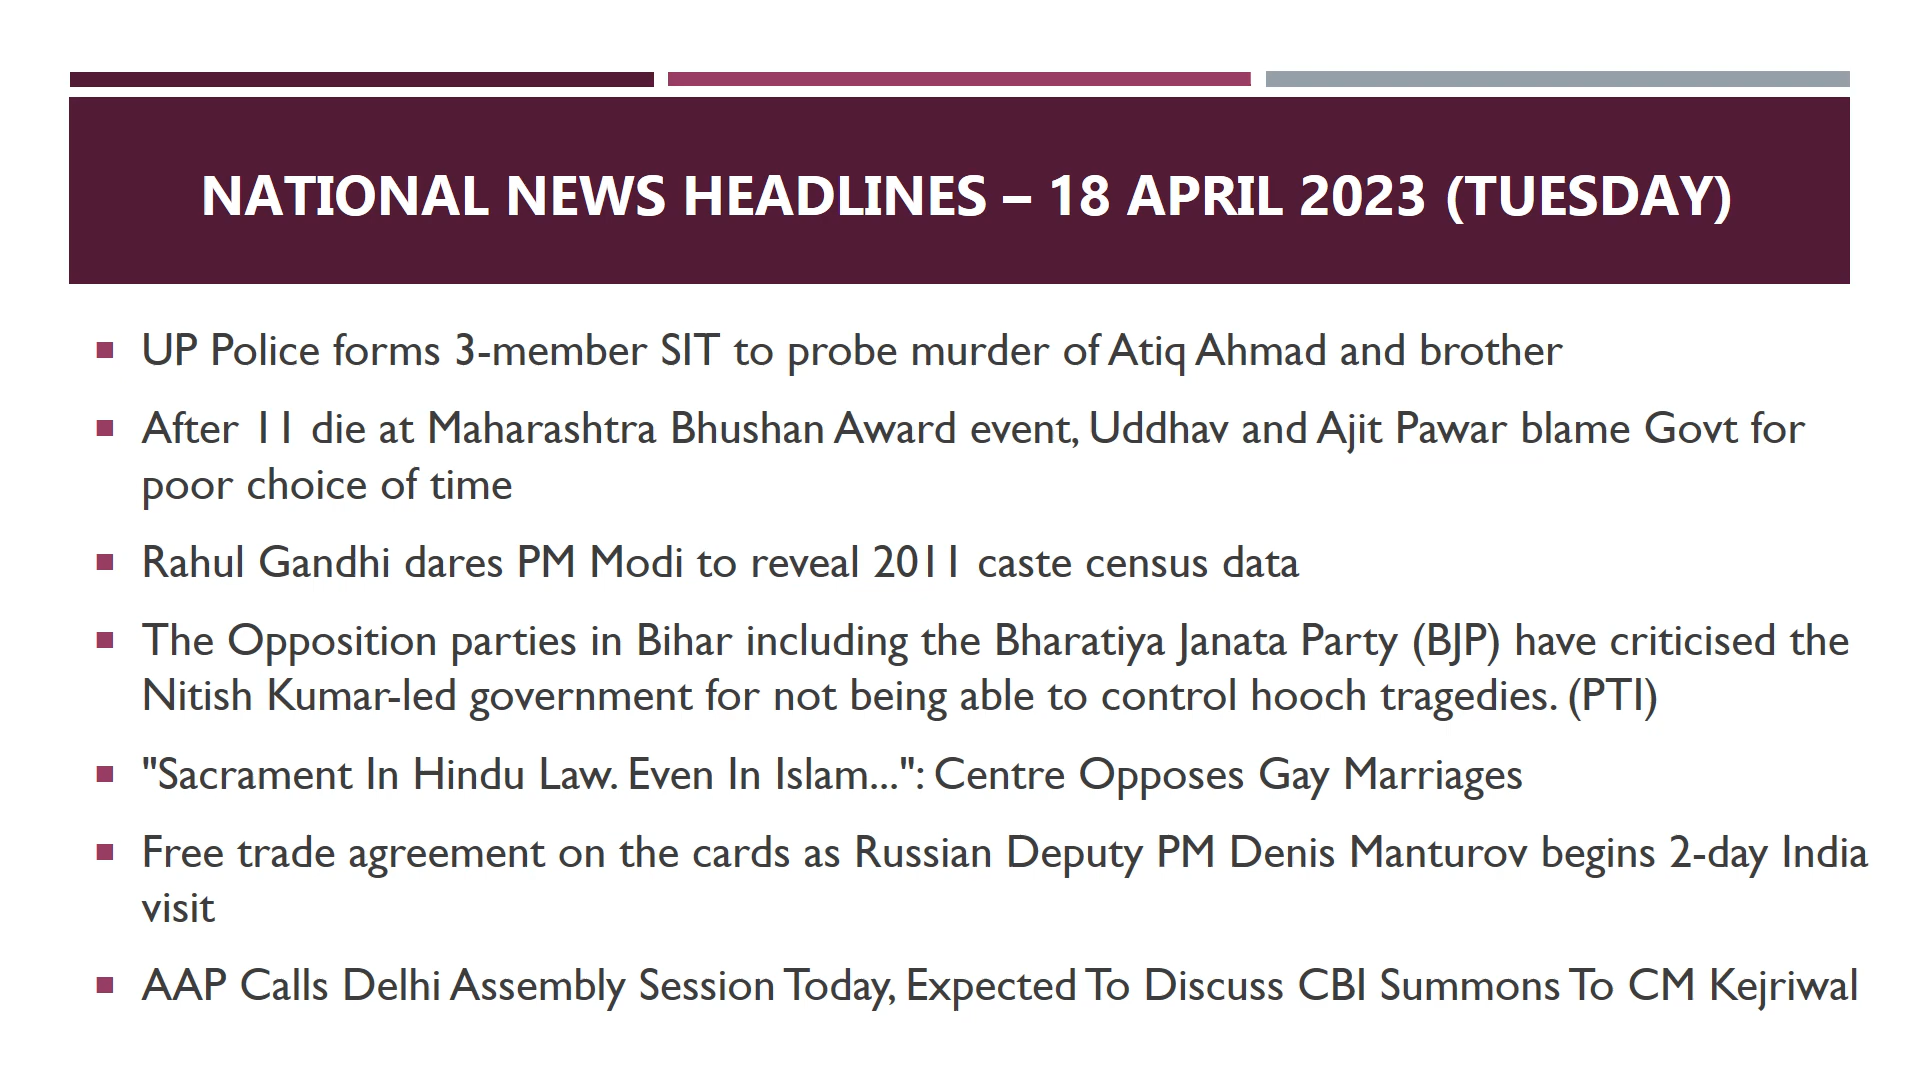 NATIONAL NEWS HEADLINES – 18 APRIL 2023 (TUESDAY)
UP Police forms 3-member SIT to probe murder of Atiq Ahmad and brother
After 11 die at Maharashtra Bhushan Award event, Uddhav and Ajit Pawar blame Govt for
poor choice of time
Rahul Gandhi dares PM Modi to reveal 2011 caste census data
The Opposition parties in Bihar including the Bharatiya Janata Party (BJP) have criticised the
Nitish Kumar-led government for not being able to control hooch tragedies. (PTI)
"Sacrament In Hindu Law. Even In Islam...": Centre Opposes Gay Marriages
Free trade agreement on the cards as Russian Deputy PM Denis Manturov begins 2-day India
visit
AAP Calls Delhi Assembly Session Today, Expected To Discuss CBI Summons To CM Kejriwal